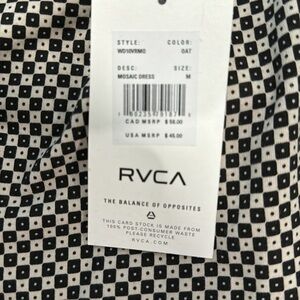 STYLE: COLOR:
WD10VRMO OAT
DESC: SIZE:
MOSAIC DRESS M
CAD MSRP $ 56.00
USA MSRP $ 45.00
RVCA
THE BALANCE OF OPPOSITES
THIS CARD STOCK IS MADE FROM
100% POST-CONSUMER WASTE
PLEASE RECYCLE
RVCA.COM